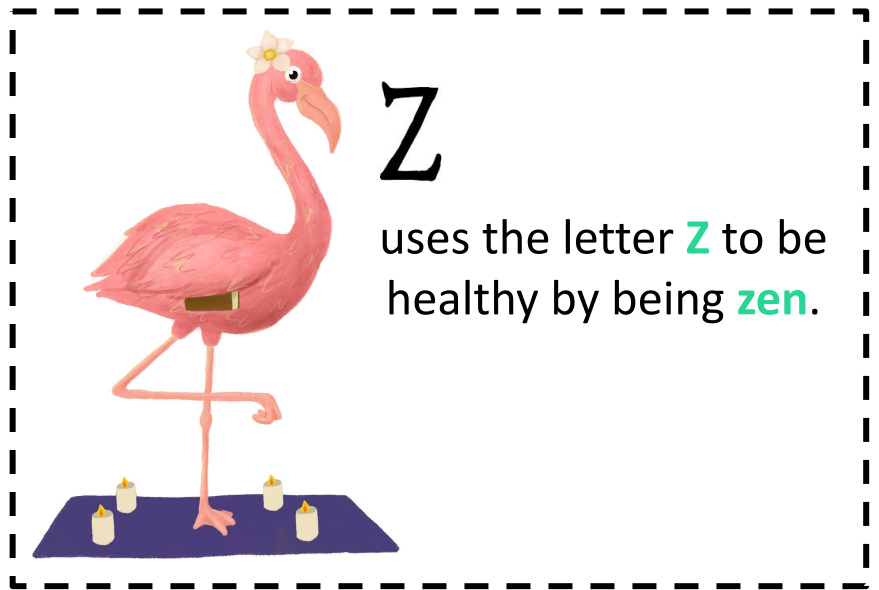 Z
uses the letter Z to be
healthy by being zen.